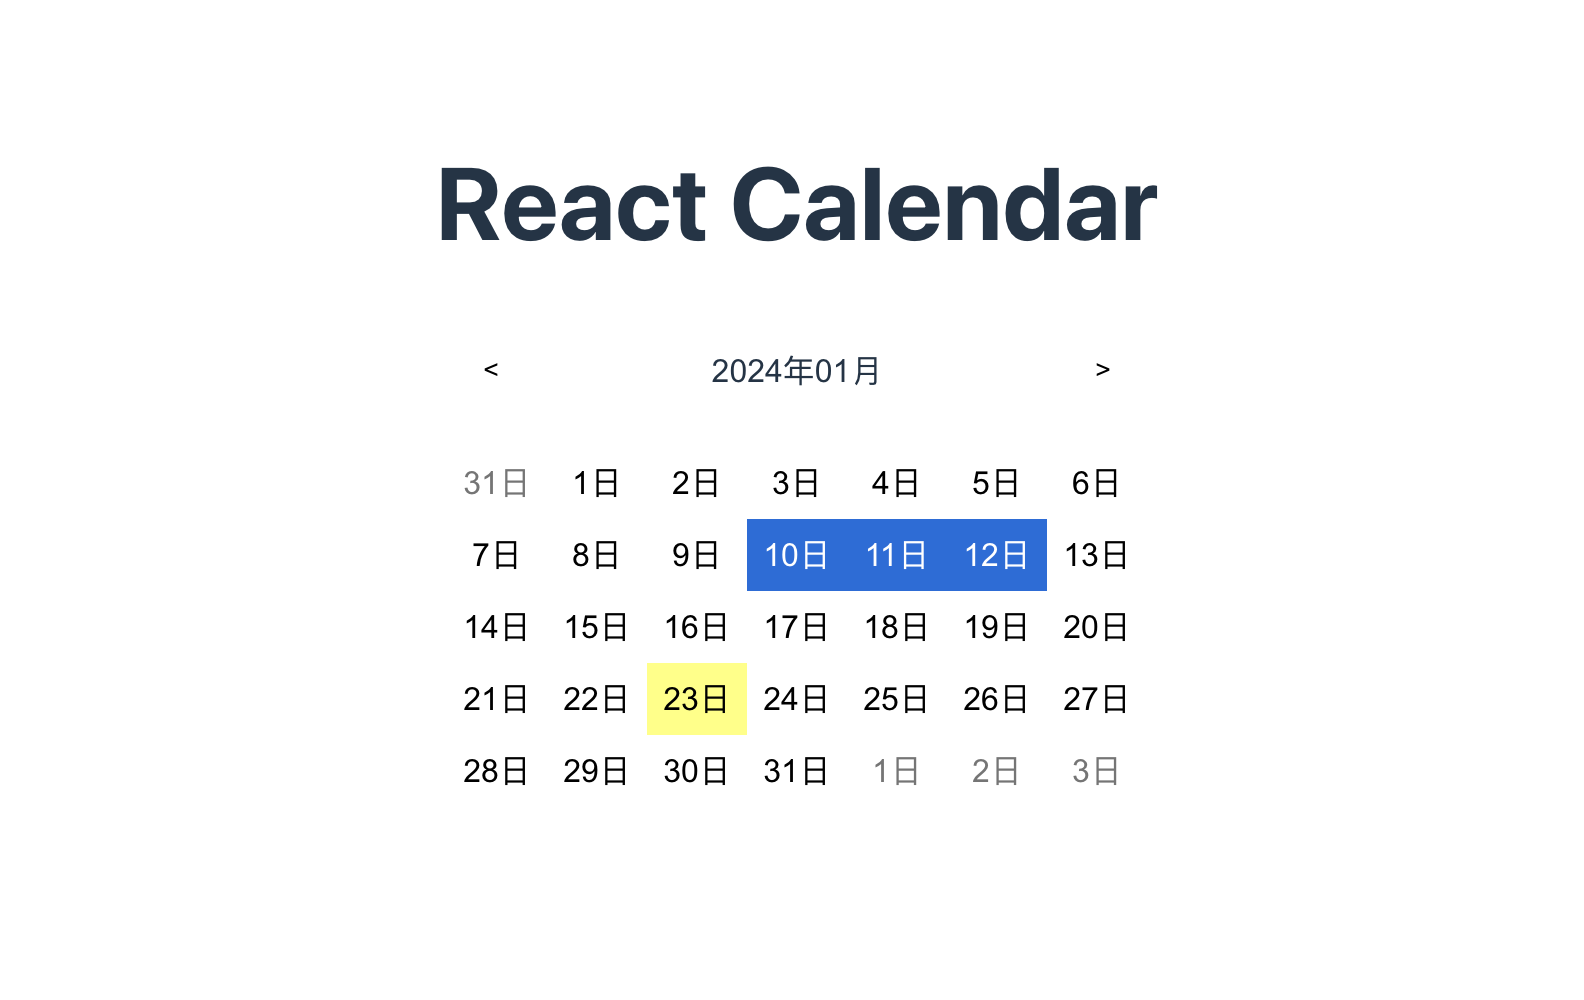 React Calendar
< 2024年01月 >
31日 1日 2日 3日 4日 5日 6日
7日 8日 9日 10日 11日 12日 13日
14日 15日 16日 17日 18日 19日 20日
21日 22日 23日 24日 25日 26日 27日
28日 29日 30日 31日 1日 2日 3日